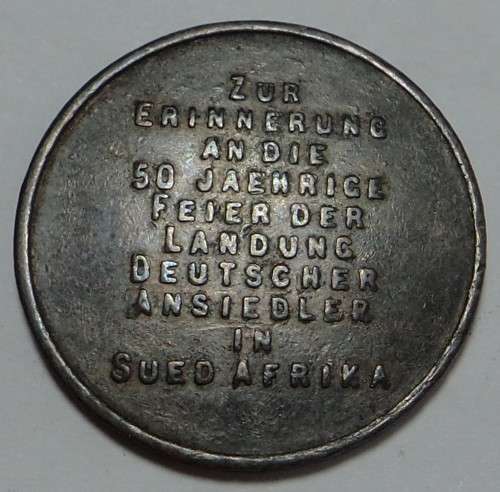 ZUR
ERINNERUNG
AN DIE
50 JAEHRIGE
FEIER DER
LANDUNG
DEUTSCHER
ANSIEDLER
IN
SUED AFRIKA